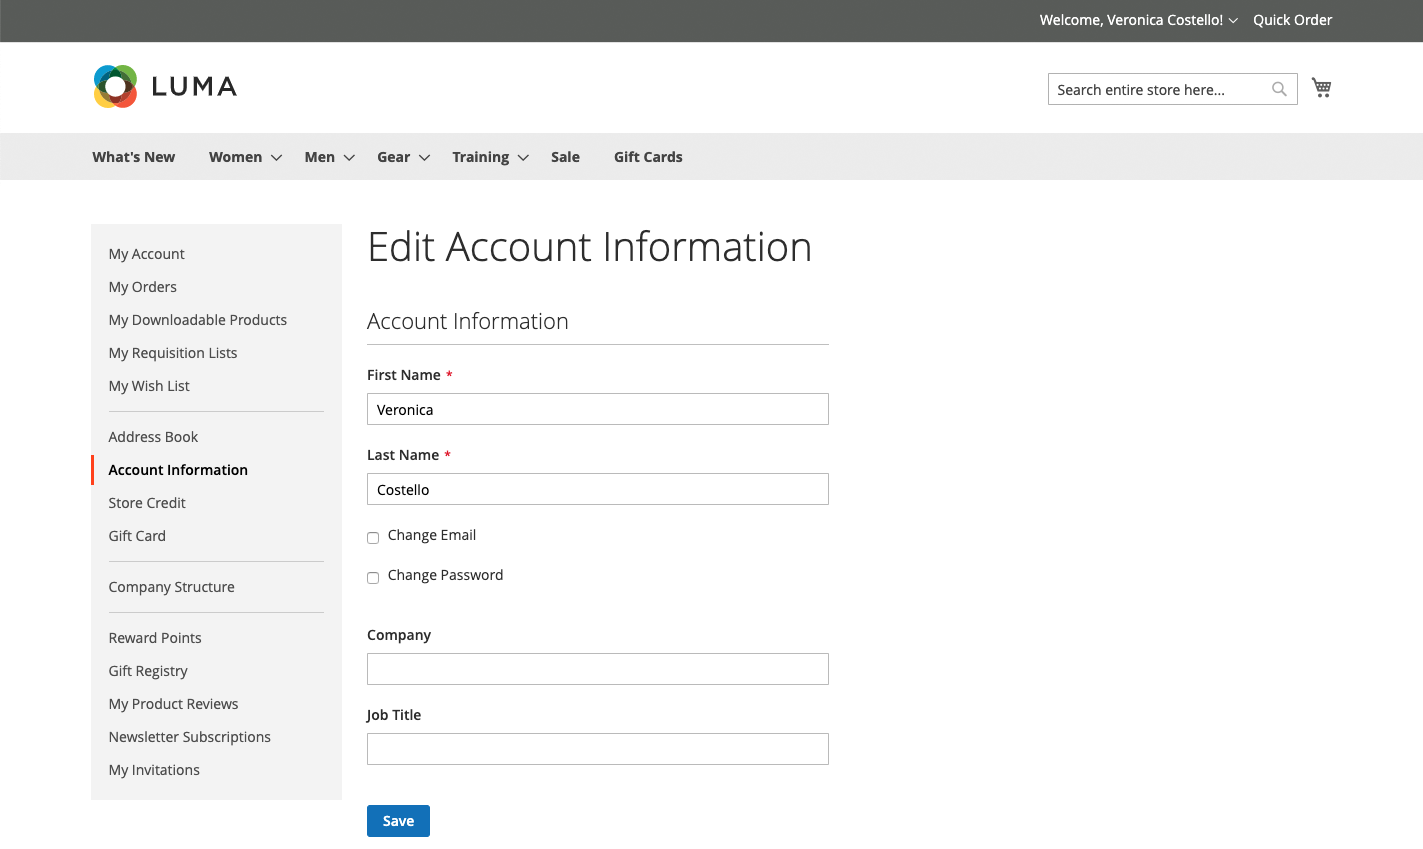 Welcome, Veronica Costello! Quick Order
LUMA
Search entire store here...
What's New Women Men Gear Training Sale Gift Cards
My Account
My Orders
My Downloadable Products
My Requisition Lists
My Wish List
Address Book
Account Information
Store Credit
Gift Card
Company Structure
Reward Points
Gift Registry
My Product Reviews
Newsletter Subscriptions
My Invitations
Edit Account Information
Account Information
First Name *
Veronica
Last Name *
Costello
Change Email
Change Password
Company
Job Title
Save